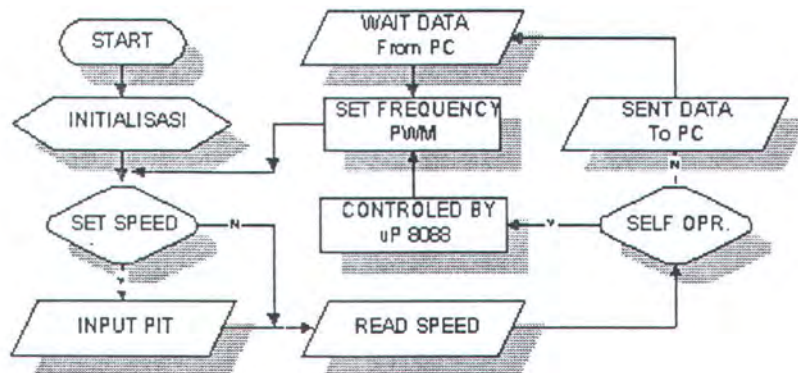 START
INITIALISASI
SET SPEED
N
Y
INPUT PIT
READ SPEED
SELF OPR.
Y
N
CONTROLED BY
uP 8088
SENT DATA
To PC
WAIT DATA
From PC
SET FREQUENCY
PWM